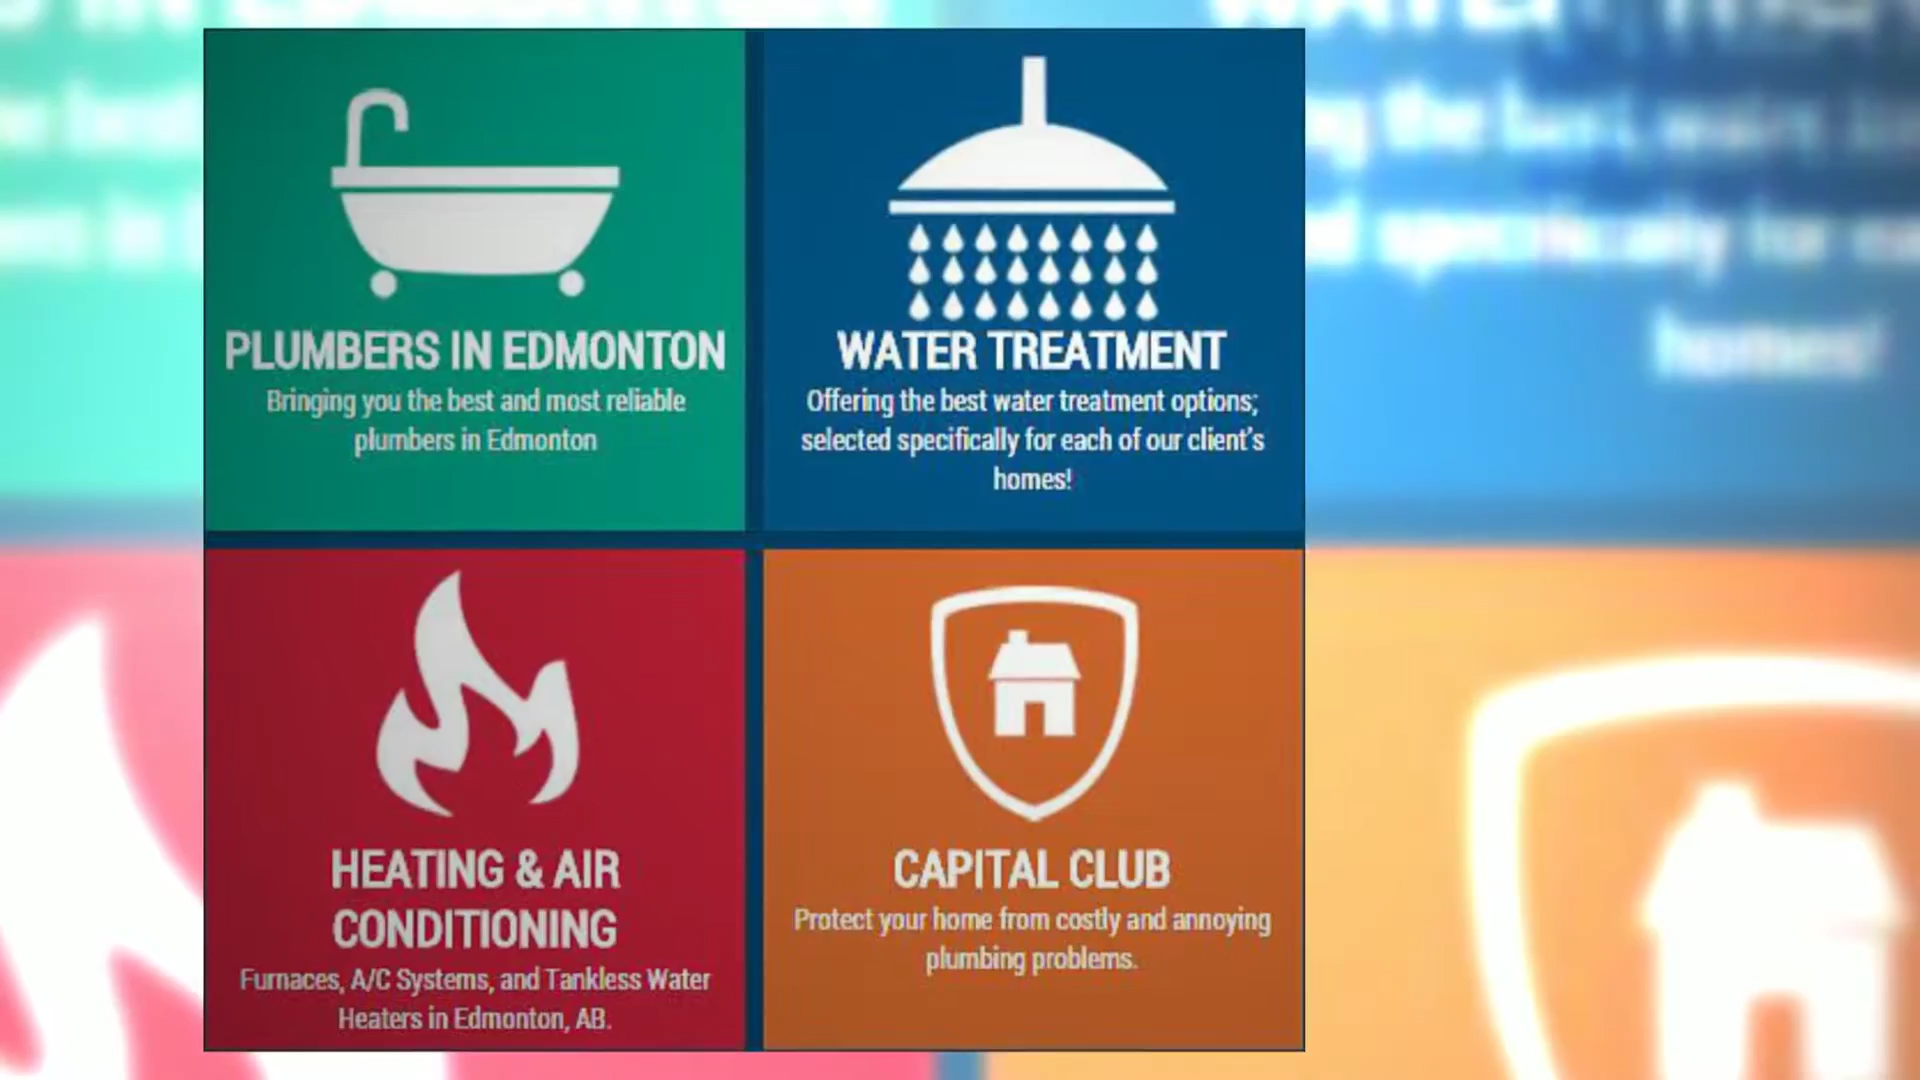 PLUMBERS IN EDMONTON
Bringing you the best and most reliable
plumbers in Edmonton
WATER TREATMENT
Offering the best water treatment options;
selected specifically for each of our client's
homes!
HEATING & AIR
CONDITIONING
Furnaces, A/C Systems, and Tankless Water
Heaters in Edmonton, AB.
CAPITAL CLUB
Protect your home from costly and annoying
plumbing problems.